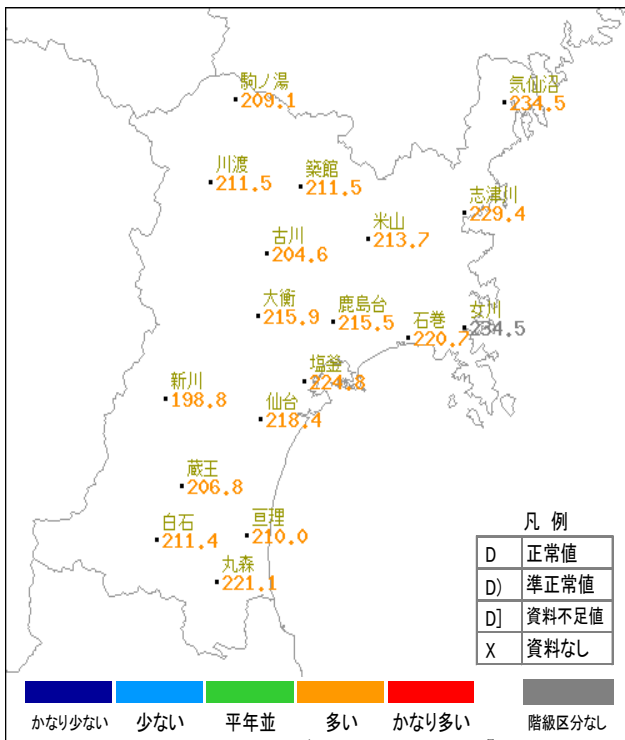 駒ノ湯
209.1
気仙沼
234.5
川渡
211.5
築館
211.5
志津川
229.4
米山
213.7
古川
204.6
大衡
215.9
鹿島台
215.5
石巻
220.7
女川
234.5
塩釜
224.8
新川
198.8
仙台
218.4
蔵王
206.8
白石
211.4
亘理
210.0
丸森
221.1
凡 例
D 正常値
D) 準正常値
D] 資料不足値
X 資料なし
かなり少ない 少ない 平年並 多い かなり多い 階級区分なし